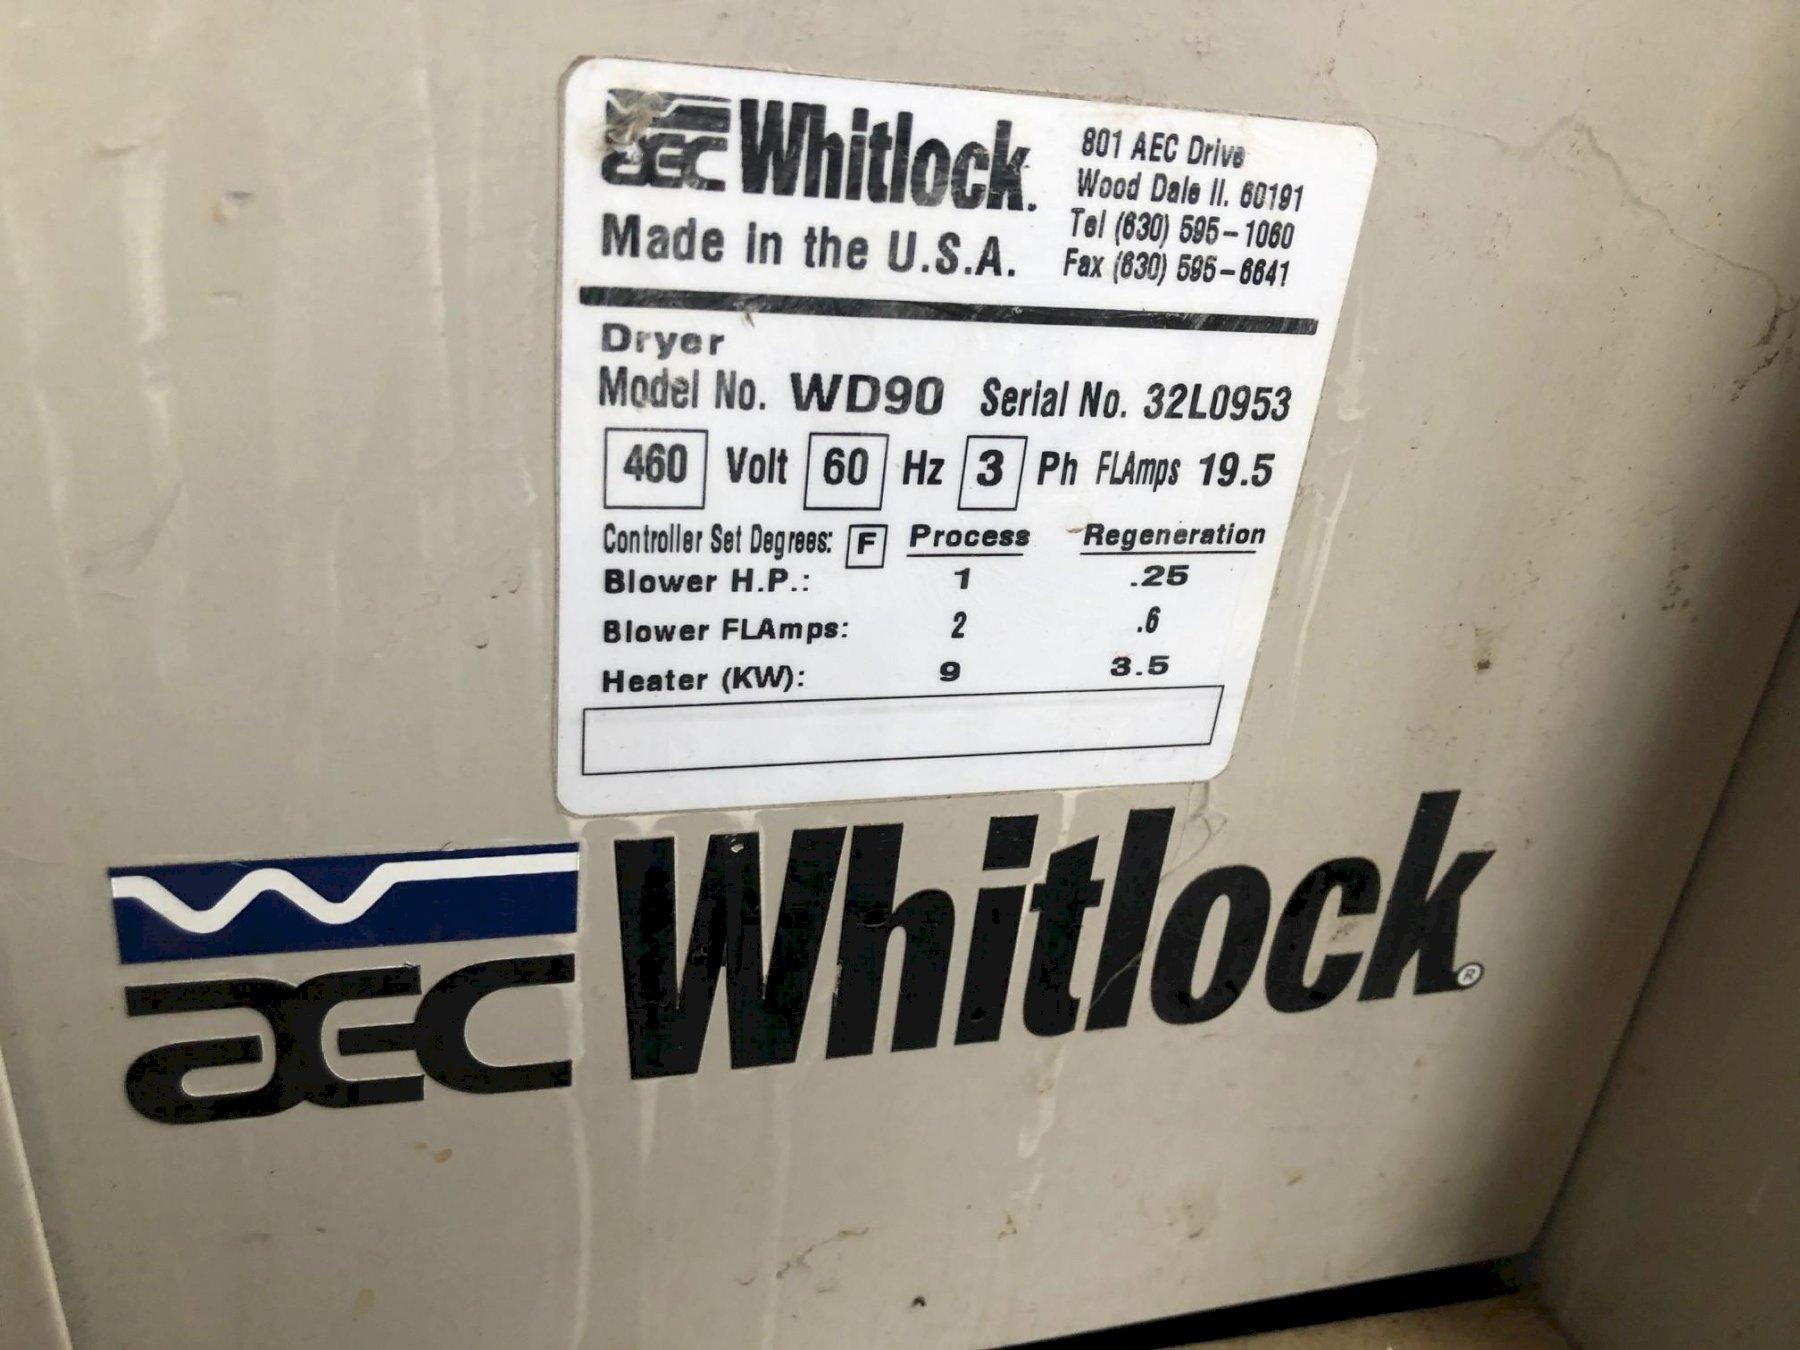 AEC Whitlock.
Made in the U.S.A.
801 AEC Drive
Wood Dale Il. 60191
Tel (630) 595-1060
Fax (630) 595-6641
Dryer
Model No. WD90 Serial No. 32L0953
460 Volt 60 Hz 3 Ph FLAmps 19.5
Controller Set Degrees: F Process Regeneration
Blower H.P.: 1 .25
Blower FLAmps: 2 .6
Heater (KW): 9 3.5
AEC Whitlock®